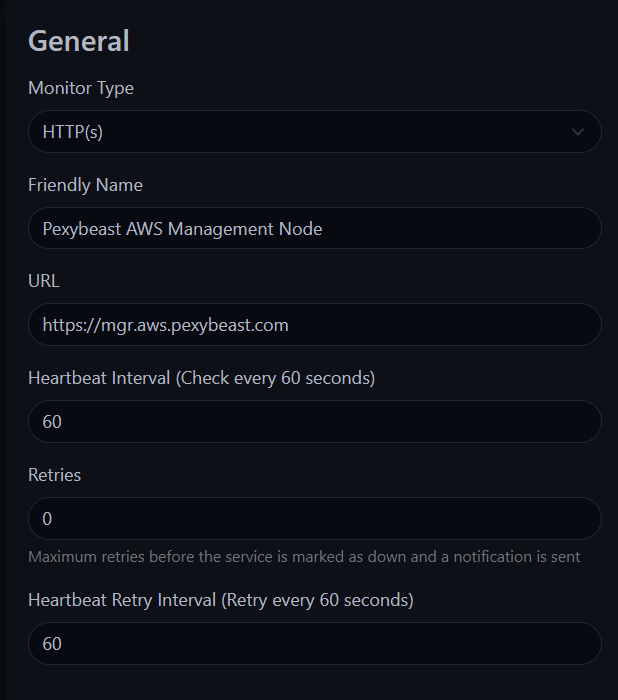 General
Monitor Type
HTTP(s)
Friendly Name
Pexybeast AWS Management Node
URL
https://mgr.aws.pexybeast.com
Heartbeat Interval (Check every 60 seconds)
60
Retries
0
Maximum retries before the service is marked as down and a notification is sent
Heartbeat Retry Interval (Retry every 60 seconds)
60